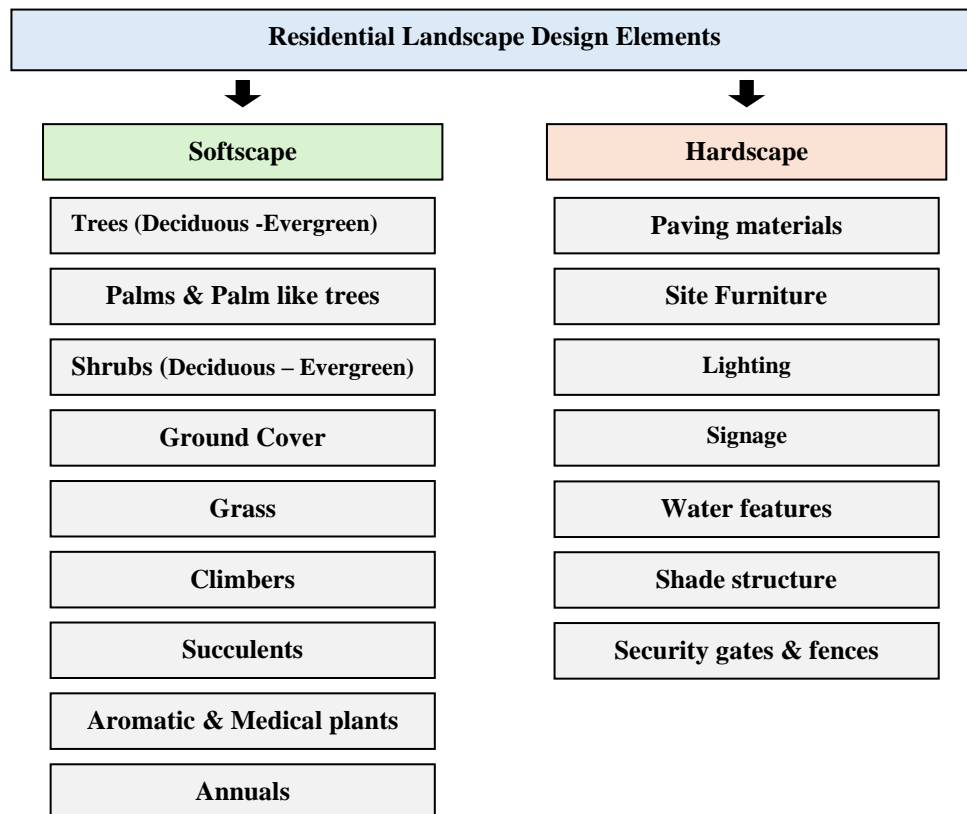 Residential Landscape Design Elements
Softscape
Trees (Deciduous -Evergreen)
Palms & Palm like trees
Shrubs (Deciduous – Evergreen)
Ground Cover
Grass
Climbers
Succulents
Aromatic & Medical plants
Annuals
Hardscape
Paving materials
Site Furniture
Lighting
Signage
Water features
Shade structure
Security gates & fences